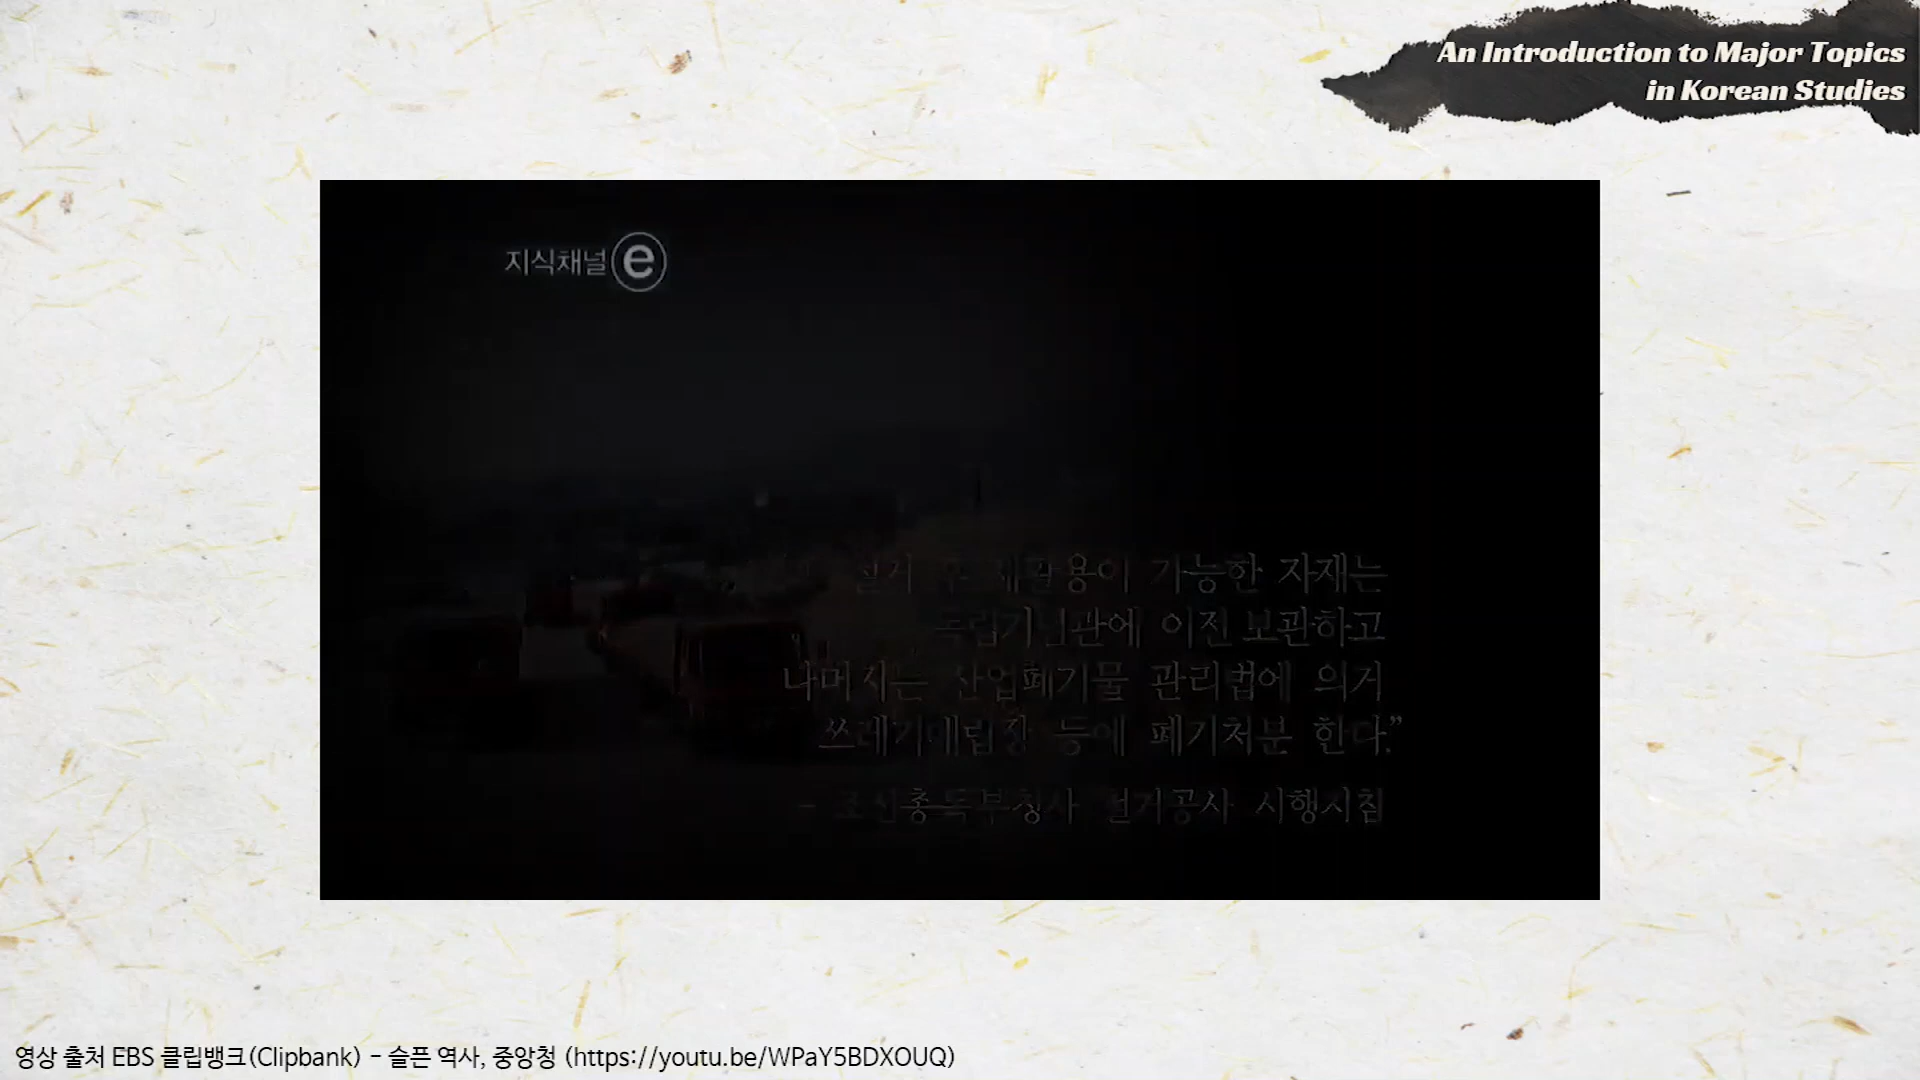 An Introduction to Major Topics
in Korean Studies
지식채널e
철거 후 재활용이 가능한 자재는
독립기념관에 이전 보관하고
나머지는 산업폐기물 관리법에 의거
쓰레기매립장 등에 폐기처분 한다.”
- 조선총독부청사 철거공사 시행지침
영상 출처 EBS 클립뱅크(Clipbank) - 슬픈 역사, 중앙청 (https://youtu.be/WPaY5BDXOUQ)